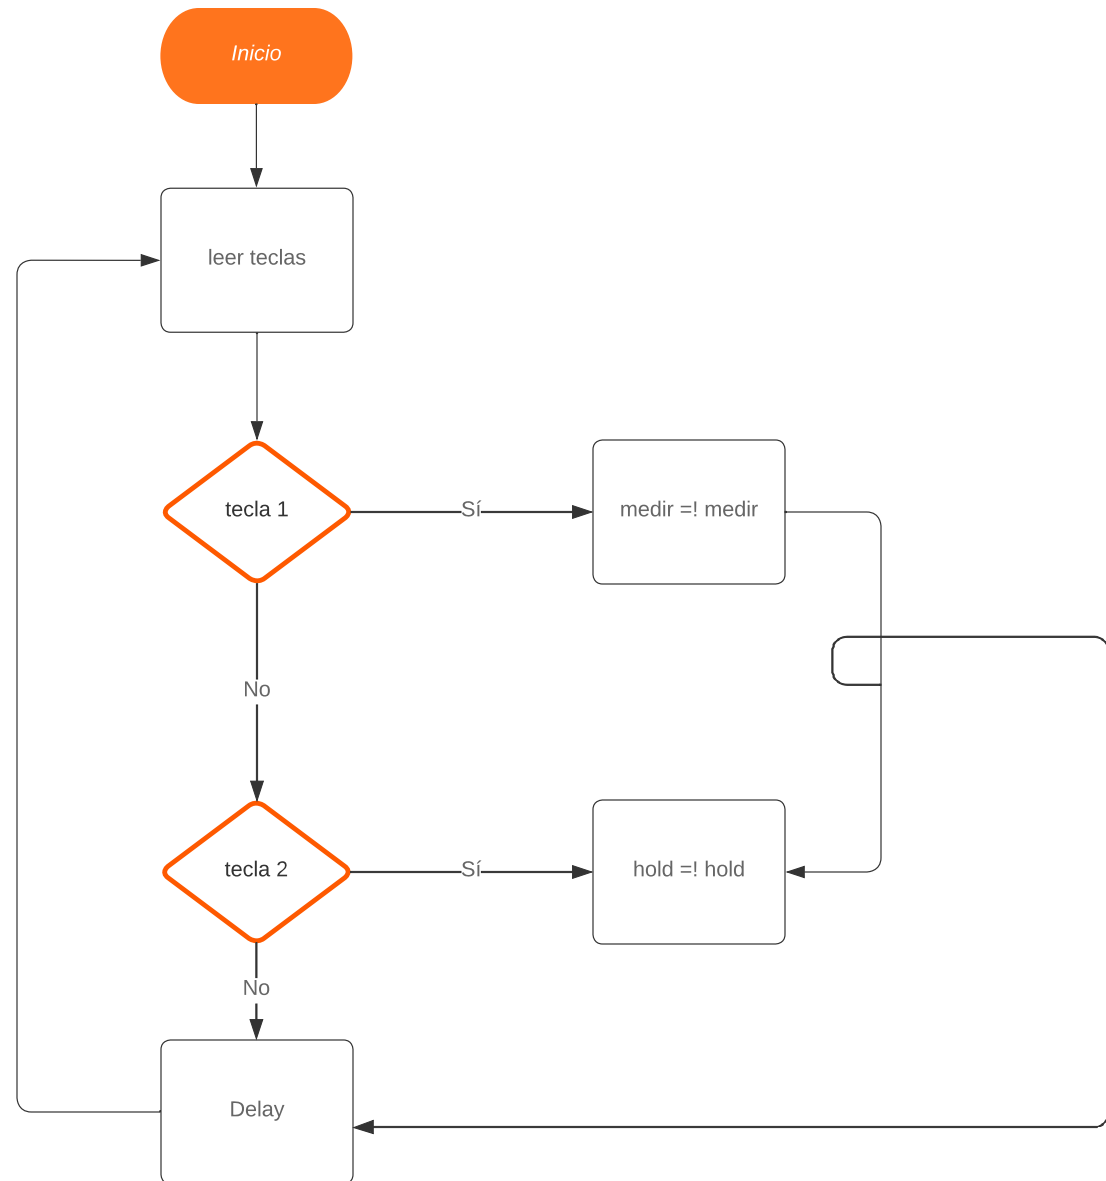 Inicio
leer teclas
tecla 1
Sí
medir =! medir
No
tecla 2
Sí
hold =! hold
No
Delay